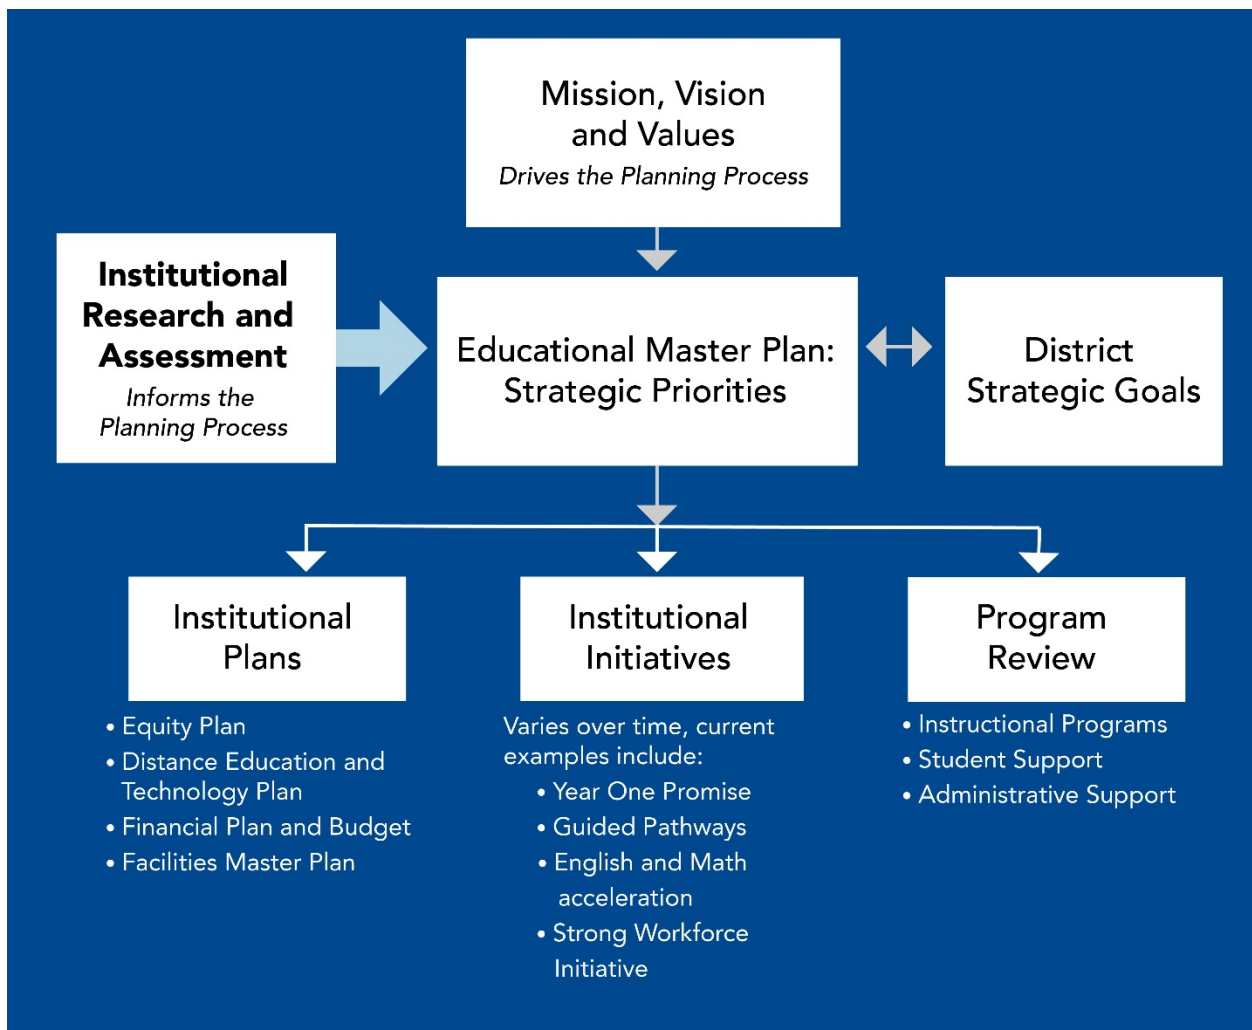 Mission, Vision
and Values
Drives the Planning Process
Institutional
Research and
Assessment
Informs the
Planning Process
Educational Master Plan:
Strategic Priorities
District
Strategic Goals
Institutional
Plans
• Equity Plan
• Distance Education and
Technology Plan
• Financial Plan and Budget
• Facilities Master Plan
Institutional
Initiatives
Varies over time, current
examples include:
• Year One Promise
• Guided Pathways
• English and Math
acceleration
• Strong Workforce
Initiative
Program
Review
• Instructional Programs
• Student Support
• Administrative Support